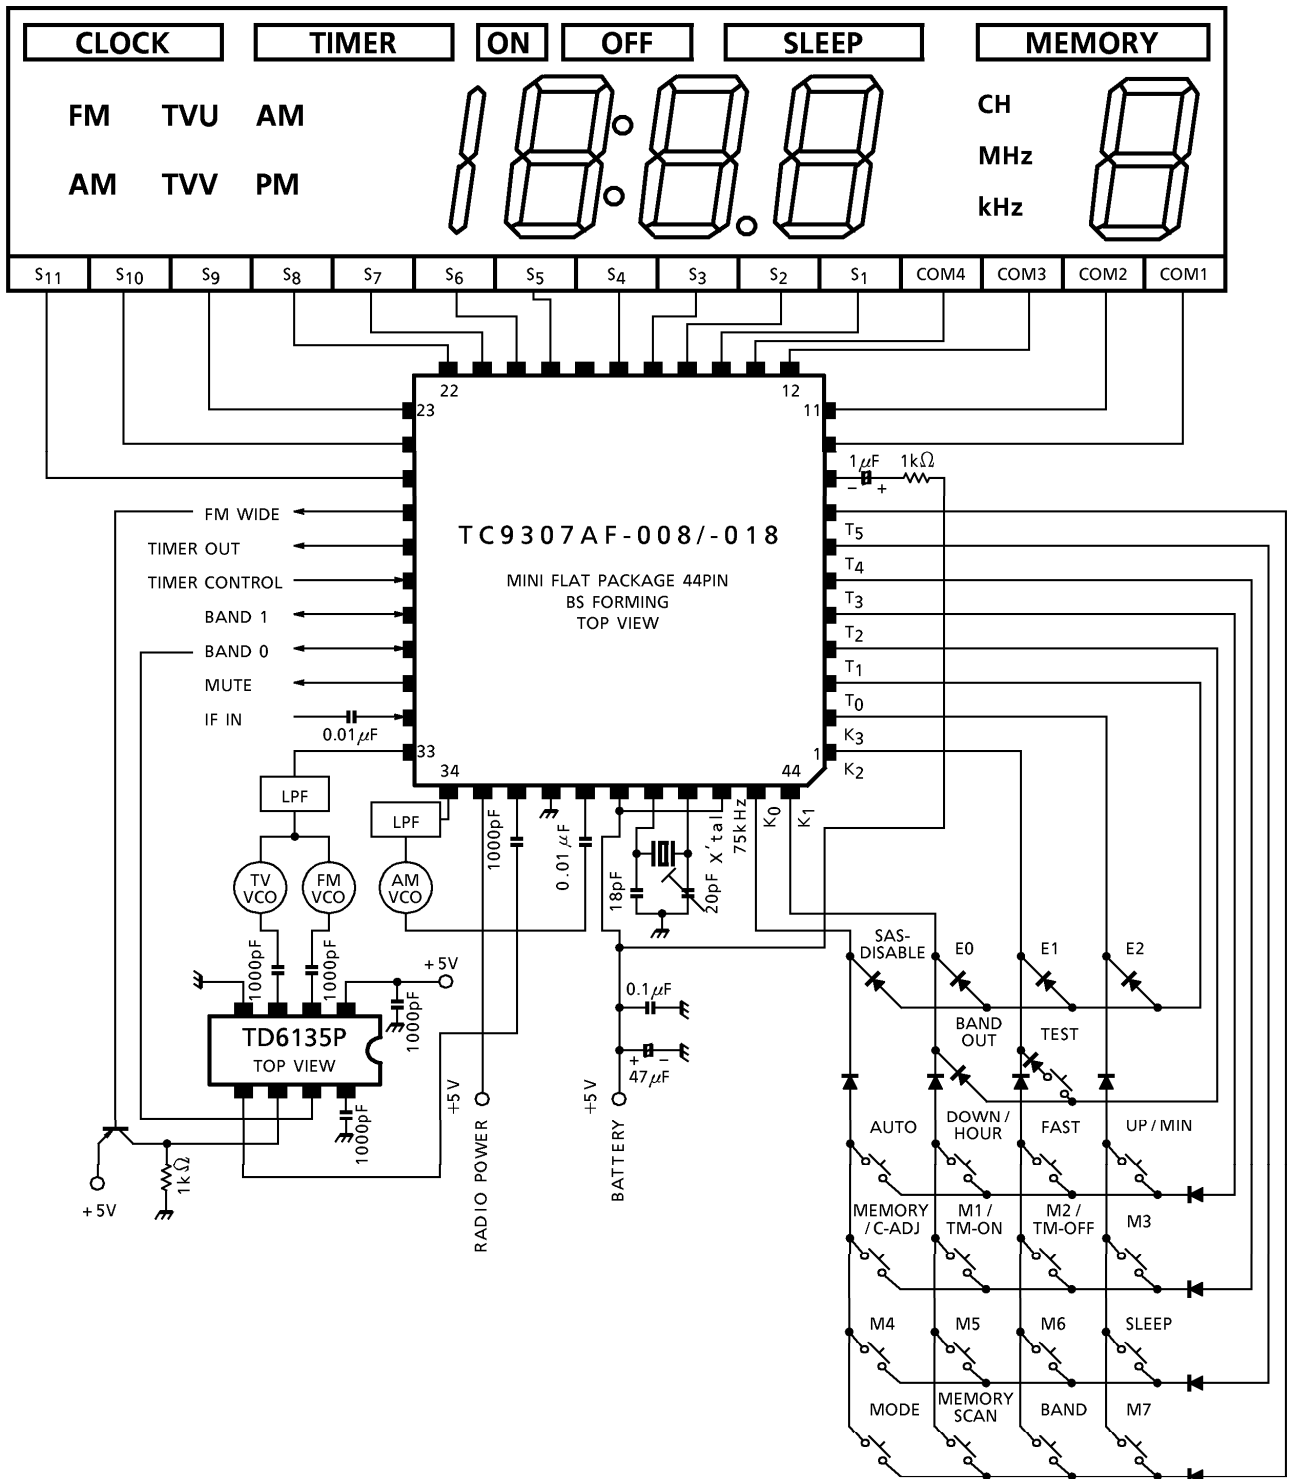 CLOCK TIMER ON OFF SLEEP MEMORY
FM TVU AM CH
MHz
AM TVV PM kHz
S11 S10 S9 S8 S7 S6 S5 S4 S3 S2 S1 COM4 COM3 COM2 COM1
22 12
23 11
1μF 1kΩ
− +
FM WIDE
TIMER OUT
TIMER CONTROL
BAND 1
BAND 0
MUTE
IF IN
0.01μF
TC9307AF-008/-018
MINI FLAT PACKAGE 44PIN
BS FORMING
TOP VIEW
T5
T4
T3
T2
T1
T0
K3
K2
33 1
34 44
LPF
LPF
1000pF
0.01μF
18pF
20pF
X'tal
75kHz
K0
K1
TV
VCO
FM
VCO
AM
VCO
1000pF
1000pF
+5V
1000pF
TD6135P
TOP VIEW
1000pF
1kΩ
+5V
+5V
RADIO POWER
0.1μF
+ −
47μF
+5V
BATTERY
SAS-
DISABLE
E0 E1 E2
BAND
OUT
TEST
AUTO
DOWN/
HOUR
FAST
UP/MIN
MEMORY
/C-ADJ
M1/
TM-ON
M2/
TM-OFF
M3
M4 M5 M6 SLEEP
MODE
MEMORY
SCAN
BAND
M7